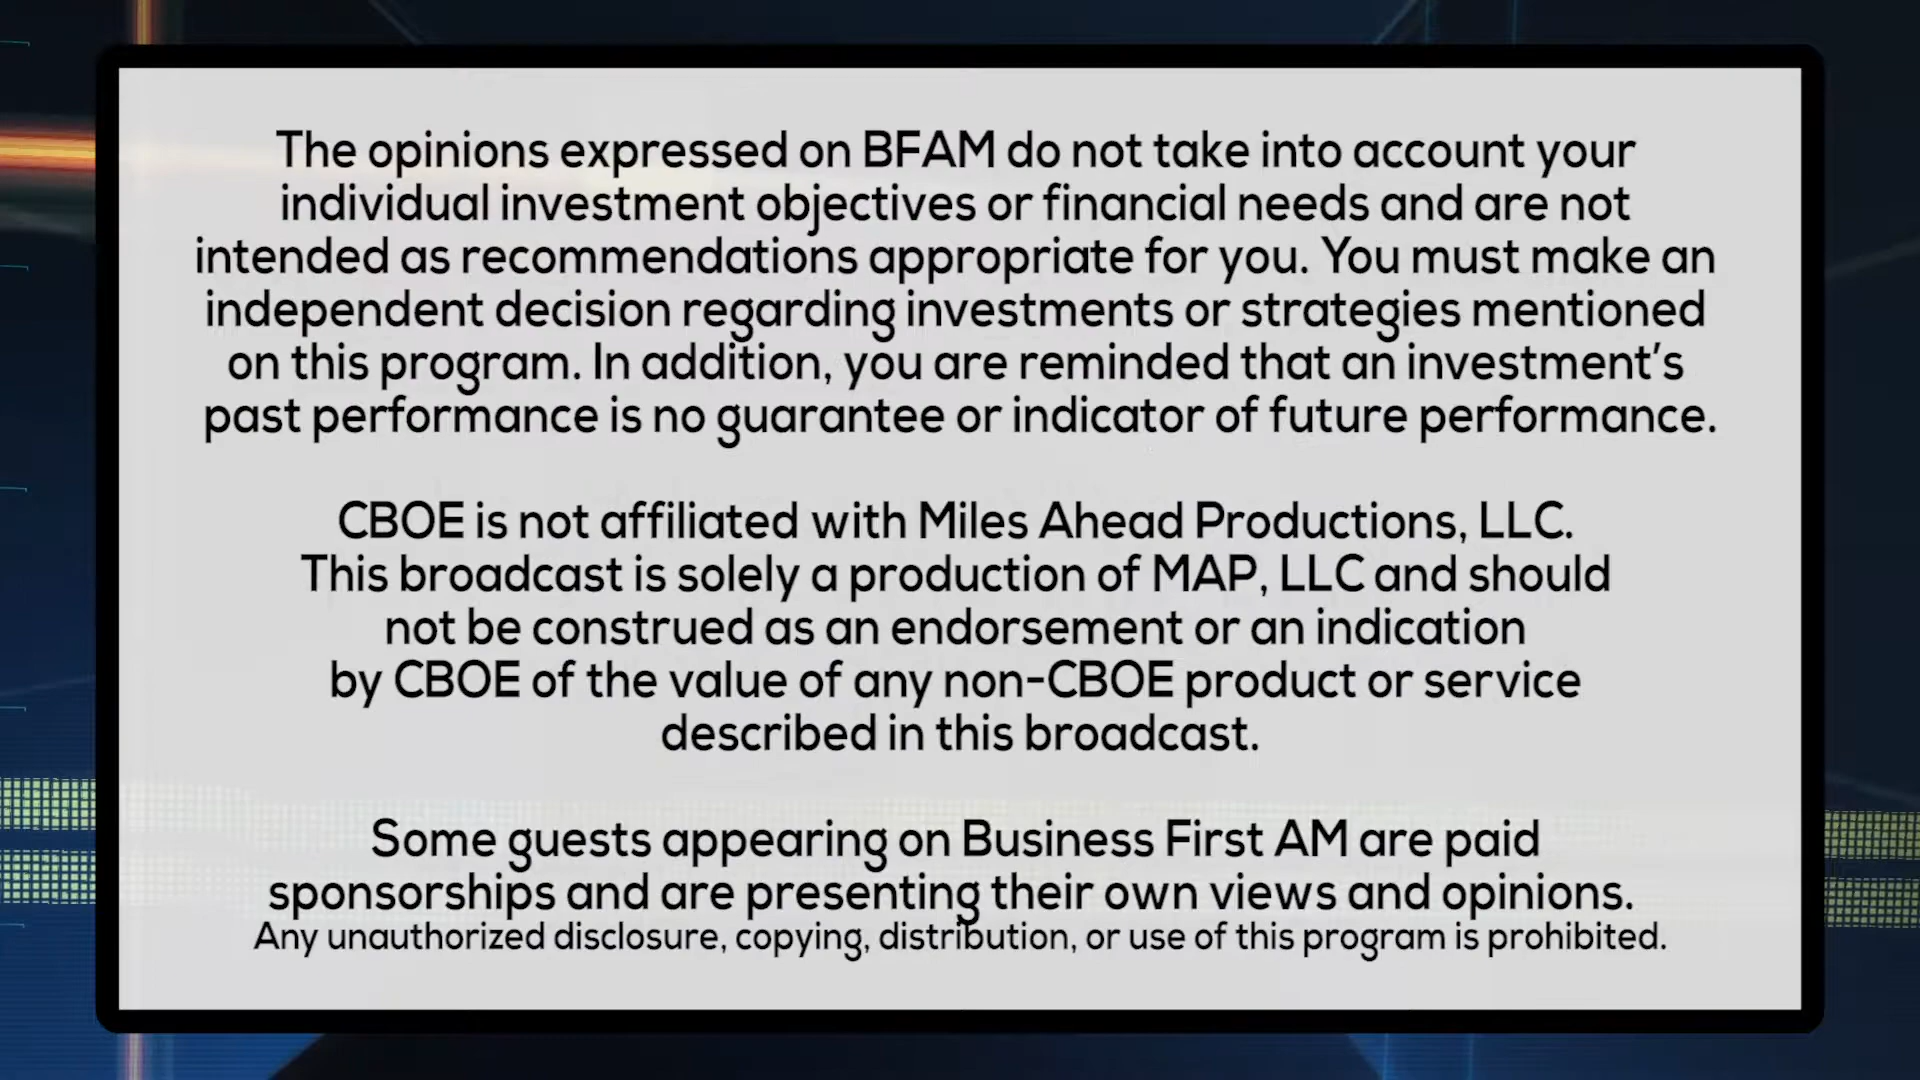 The opinions expressed on BFAM do not take into account your
individual investment objectives or financial needs and are not
intended as recommendations appropriate for you. You must make an
independent decision regarding investments or strategies mentioned
on this program. In addition, you are reminded that an investment’s
past performance is no guarantee or indicator of future performance.
CBOE is not affiliated with Miles Ahead Productions, LLC.
This broadcast is solely a production of MAP, LLC and should
not be construed as an endorsement or an indication
by CBOE of the value of any non-CBOE product or service
described in this broadcast.
Some guests appearing on Business First AM are paid
sponsorships and are presenting their own views and opinions.
Any unauthorized disclosure, copying, distribution, or use of this program is prohibited.